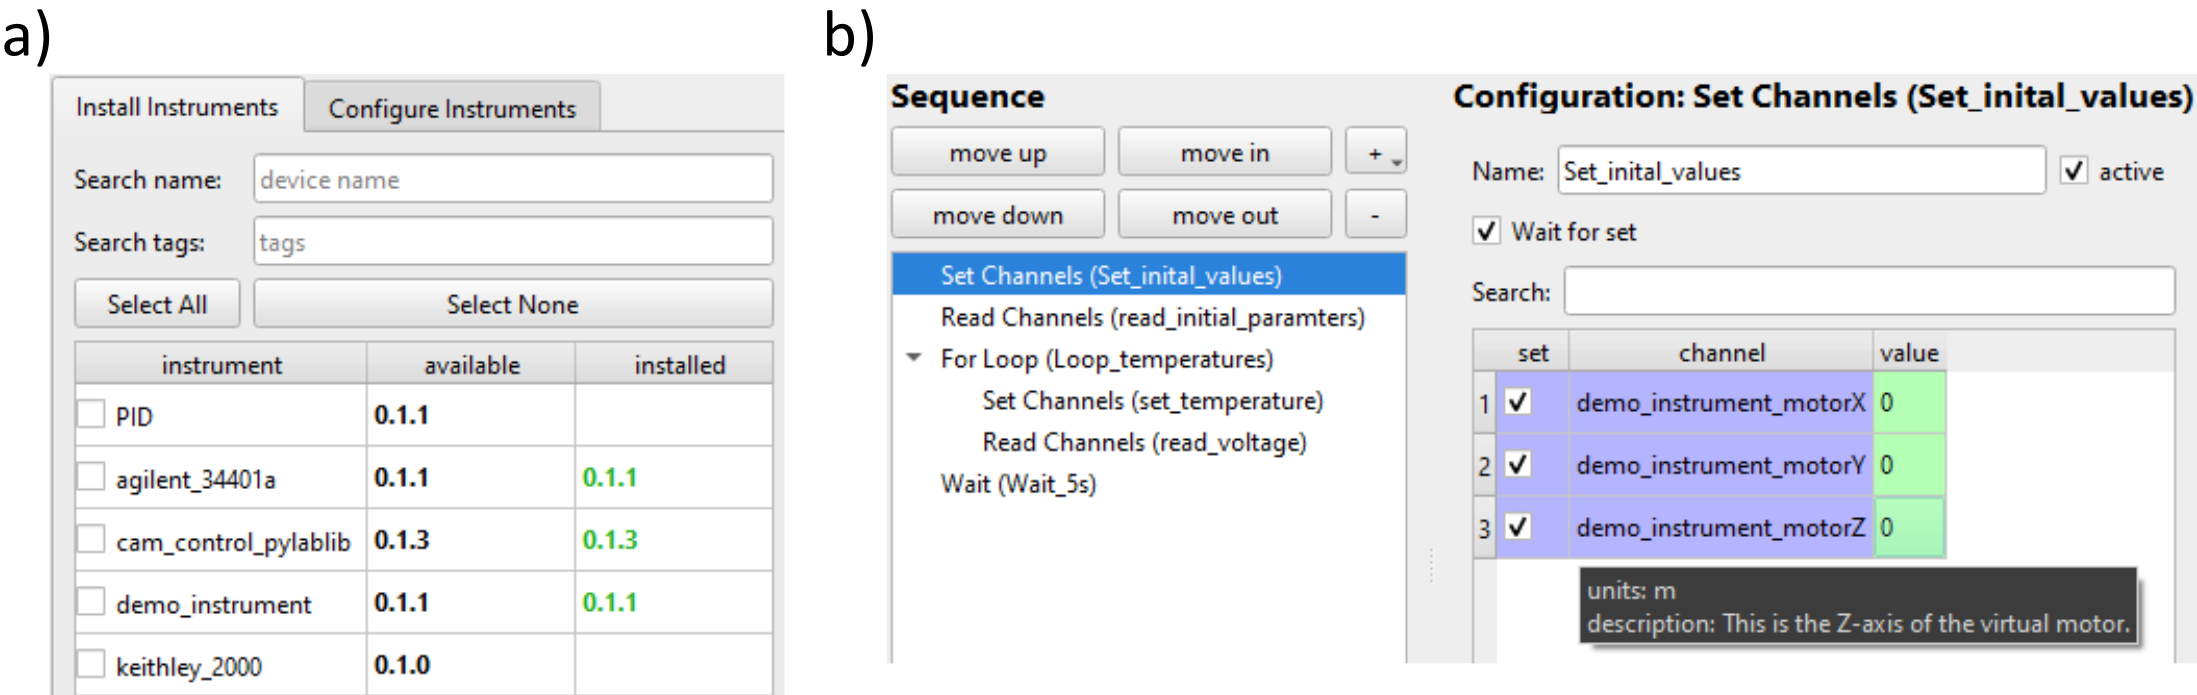 a)
Install Instruments Configure Instruments
Search name: device name
Search tags: tags
Select All Select None
instrument available installed
PID 0.1.1
agilent_34401a 0.1.1 0.1.1
cam_control_pylablib 0.1.3 0.1.3
demo_instrument 0.1.1 0.1.1
keithley_2000 0.1.0
b)
Sequence
move up move in +
move down move out -
Set Channels (Set_inital_values)
Read Channels (read_initial_paramters)
For Loop (Loop_temperatures)
Set Channels (set_temperature)
Read Channels (read_voltage)
Wait (Wait_5s)
Configuration: Set Channels (Set_inital_values)
Name: Set_inital_values active
Wait for set
Search:
set channel value
1 demo_instrument_motorX 0
2 demo_instrument_motorY 0
3 demo_instrument_motorZ 0
units: m
description: This is the Z-axis of the virtual motor.